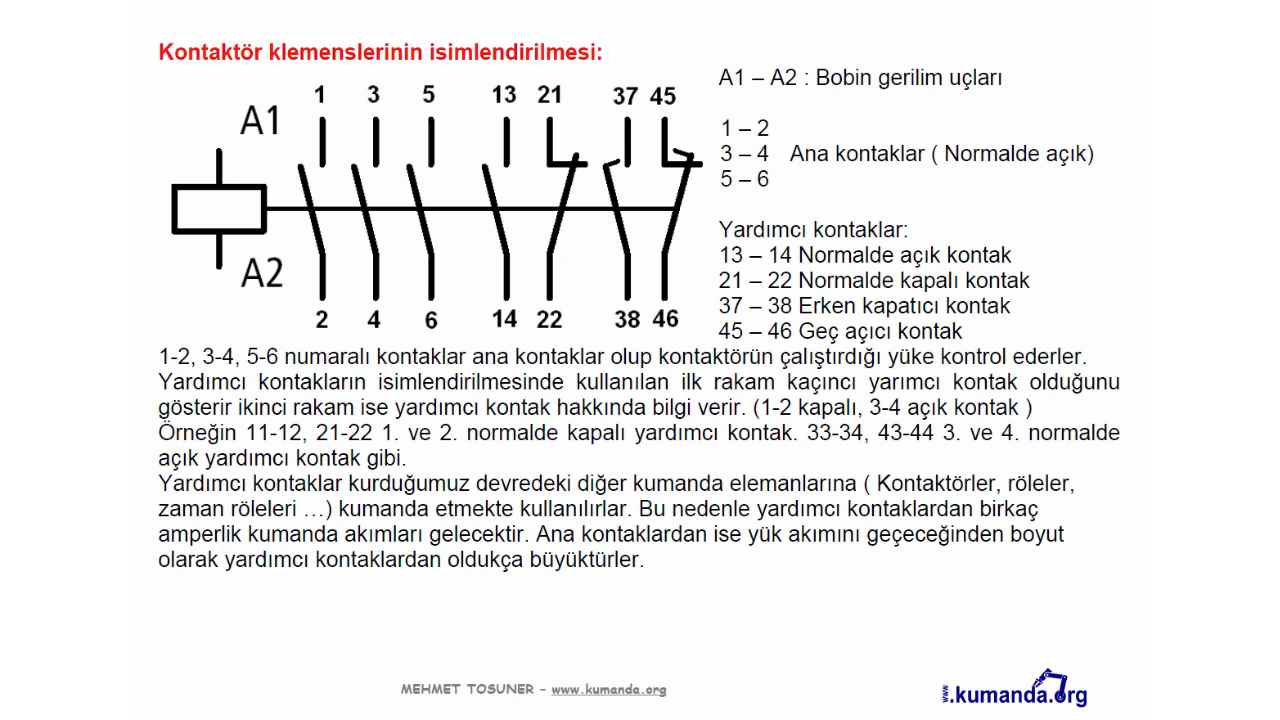 Kontaktör klemenslerinin isimlendirilmesi:
1 3 5 13 21 37 45
A1
A2
2 4 6 14 22 38 46
A1 – A2 : Bobin gerilim uçları
1 – 2
3 – 4 Ana kontaklar ( Normalde açık)
5 – 6
Yardımcı kontaklar:
13 – 14 Normalde açık kontak
21 – 22 Normalde kapalı kontak
37 – 38 Erken kapatıcı kontak
45 – 46 Geç açıcı kontak
1-2, 3-4, 5-6 numaralı kontaklar ana kontaklar olup kontaktörün çalıştırdığı yüke kontrol ederler.
Yardımcı kontakların isimlendirilmesinde kullanılan ilk rakam kaçıncı yarımcı kontak olduğunu
gösterir ikinci rakam ise yardımcı kontak hakkında bilgi verir. (1-2 kapalı, 3-4 açık kontak )
Örneğin 11-12, 21-22 1. ve 2. normalde kapalı yardımcı kontak. 33-34, 43-44 3. ve 4. normalde
açık yardımcı kontak gibi.
Yardımcı kontaklar kurduğumuz devredeki diğer kumanda elemanlarına ( Kontaktörler, röleler,
zaman röleleri …) kumanda etmekte kullanılırlar. Bu nedenle yardımcı kontaklardan birkaç
amperlik kumanda akımları gelecektir. Ana kontaklardan ise yük akımını geçeceğinden boyut
olarak yardımcı kontaklardan oldukça büyüktürler.
MEHMET TOSUNER – www.kumanda.org
www.kumanda.org